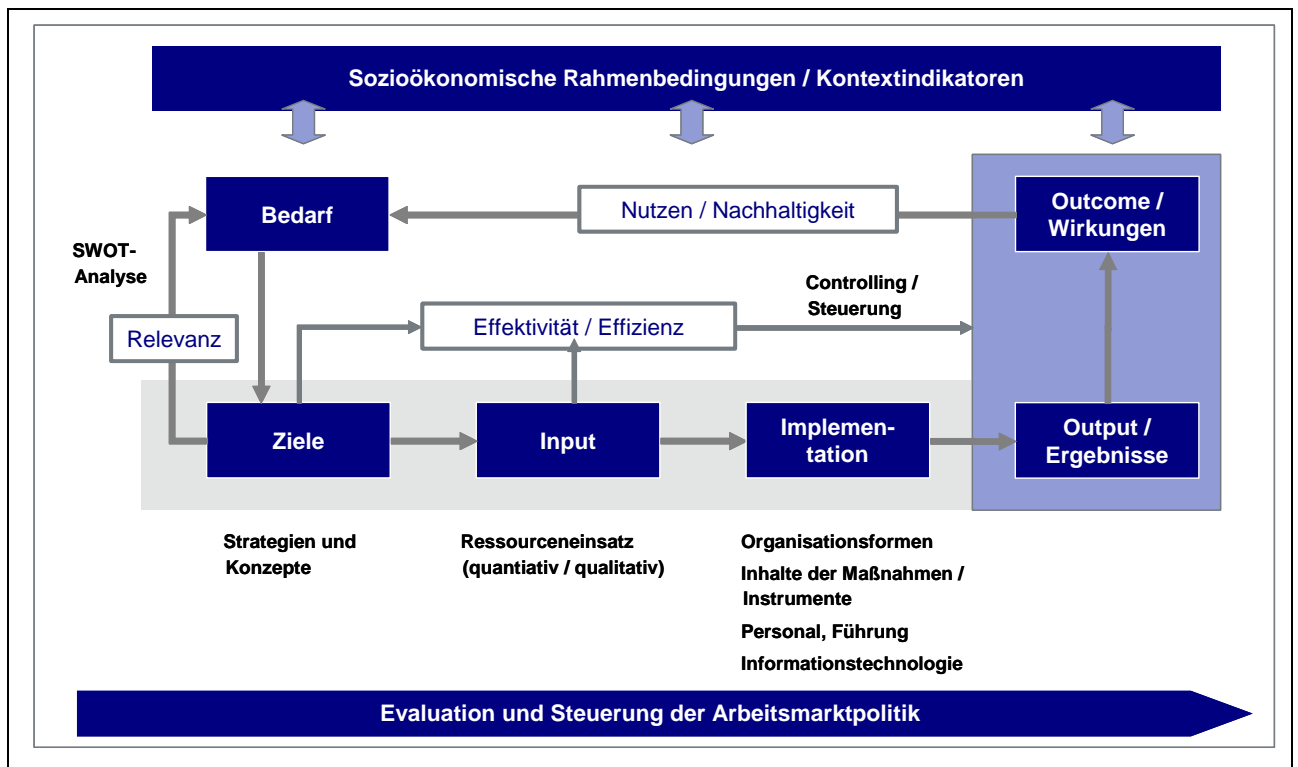 Sozioökonomische Rahmenbedingungen / Kontextindikatoren
Bedarf
Nutzen / Nachhaltigkeit
Outcome /
Wirkungen
SWOT-
Analyse
Controlling /
Steuerung
Relevanz
Effektivität / Effizienz
Ziele
Input
Implemen-
tation
Output /
Ergebnisse
Strategien und
Konzepte
Ressourceneinsatz
(quantiativ / qualitativ)
Organisationsformen
Inhalte der Maßnahmen /
Instrumente
Personal, Führung
Informationstechnologie
Evaluation und Steuerung der Arbeitsmarktpolitik